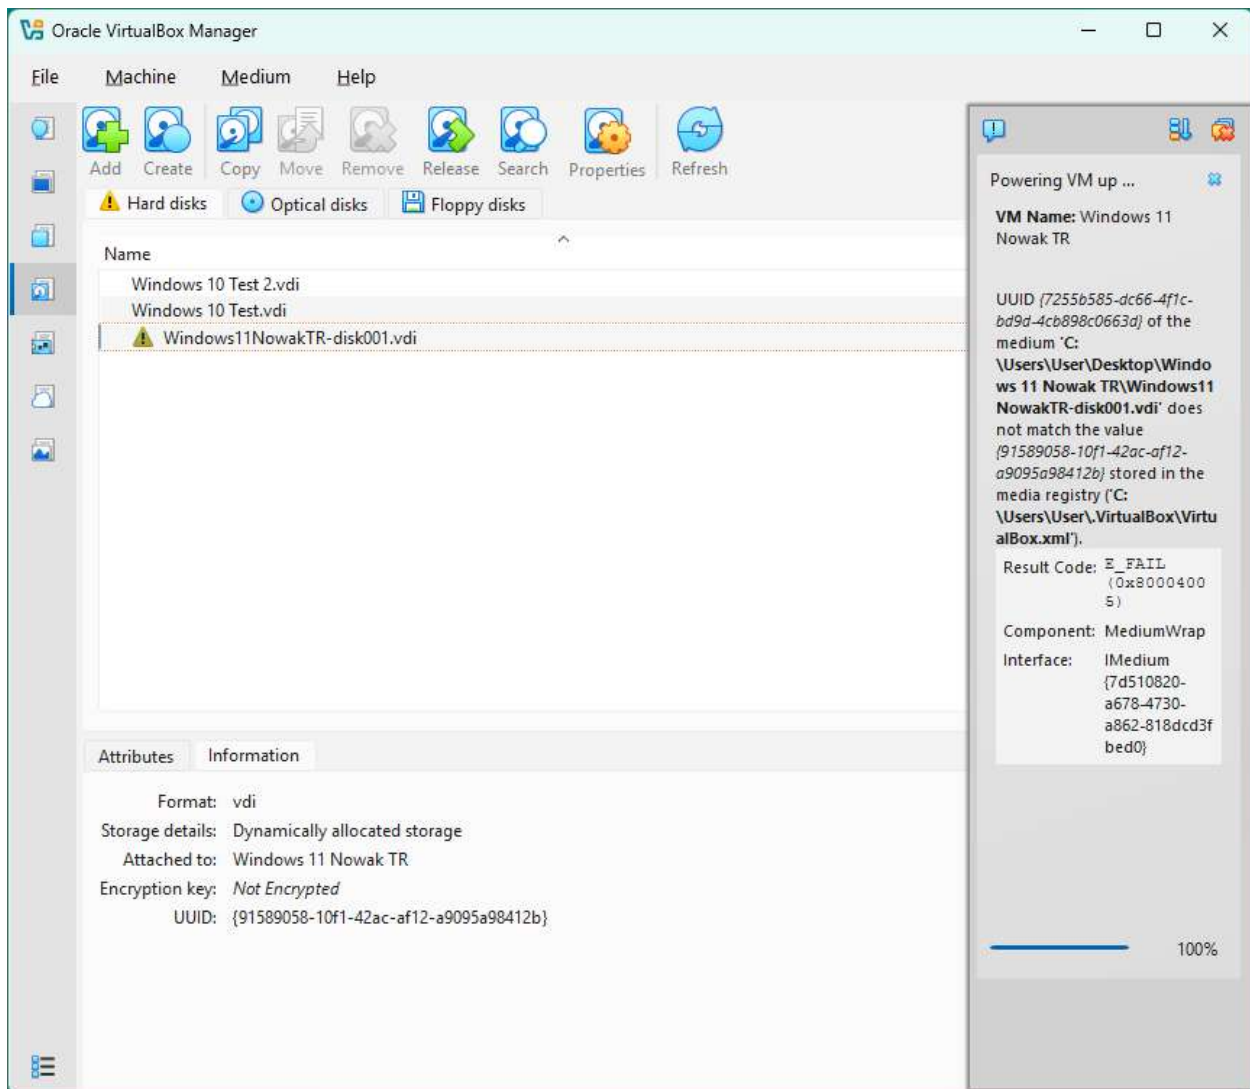 Oracle VirtualBox Manager
File Machine Medium Help
Add Create Copy Move Remove Release Search Properties Refresh
Hard disks Optical disks Floppy disks
Name
Windows 10 Test 2.vdi
Windows 10 Test.vdi
Windows11NowakTR-disk001.vdi
Attributes Information
Format: vdi
Storage details: Dynamically allocated storage
Attached to: Windows 11 Nowak TR
Encryption key: Not Encrypted
UUID: {91589058-10f1-42ac-af12-a9095a98412b}
Powering VM up ...
VM Name: Windows 11
Nowak TR
UUID {7255b585-dc66-4f1c-
bd9d-4cb898c0663d} of the
medium 'C:
\Users\User\Desktop\Windo
ws 11 Nowak TR\Windows11
NowakTR-disk001.vdi' does
not match the value
{91589058-10f1-42ac-af12-
a9095a98412b} stored in the
media registry ('C:
\Users\User\.VirtualBox\Virtu
alBox.xml').
Result Code: E_FAIL
(0x8000400
5)
Component: MediumWrap
Interface: IMedium
{7d510820-
a678-4730-
a862-818dcd3f
bed0}
100%